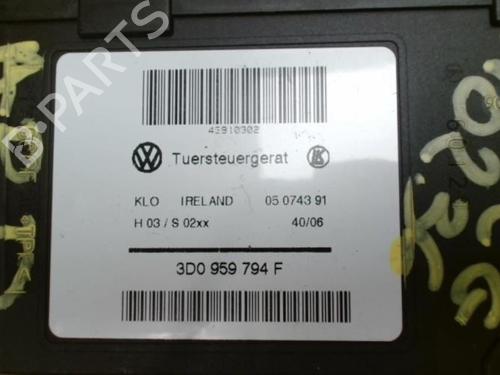 43910302
Tuersteuergerat
KLO IRELAND 05 0743 91
H 03 / S 02xx 40/06
3D0 959 794 F
B-PARTS